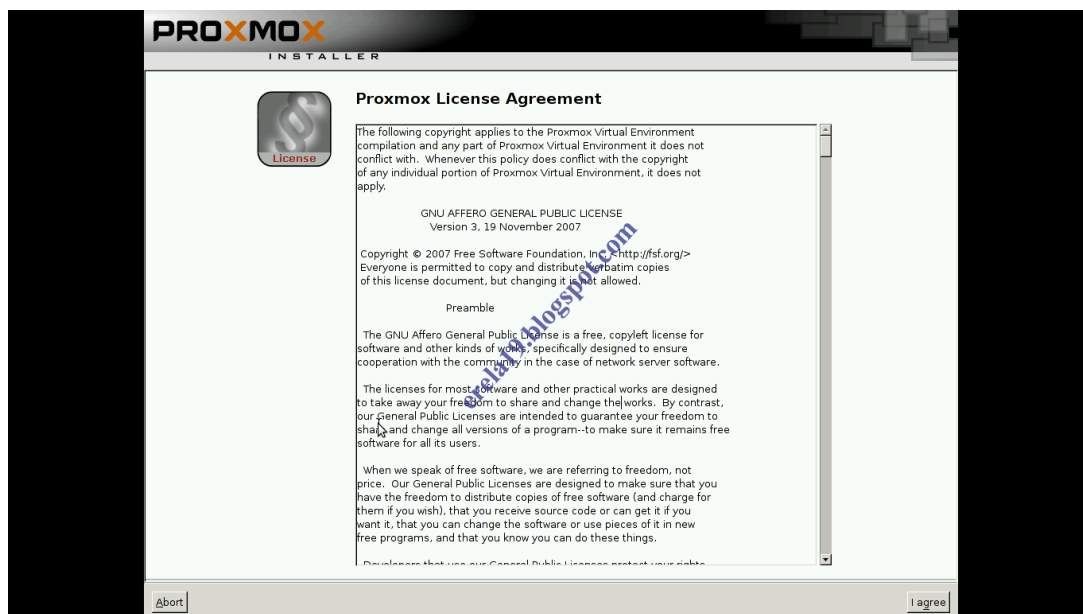 PROXMOX
INSTALLER
License
Proxmox License Agreement
The following copyright applies to the Proxmox Virtual Environment
compilation and any part of Proxmox Virtual Environment it does not
conflict with. Whenever this policy does conflict with the copyright
of any individual portion of Proxmox Virtual Environment, it does not
apply.
GNU AFFERO GENERAL PUBLIC LICENSE
Version 3, 19 November 2007
Copyright © 2007 Free Software Foundation, Inc. <http://fsf.org/>
Everyone is permitted to copy and distribute verbatim copies
of this license document, but changing it is not allowed.
Preamble
The GNU Affero General Public License is a free, copyleft license for
software and other kinds of works, specifically designed to ensure
cooperation with the community in the case of network server software.
The licenses for most software and other practical works are designed
to take away your freedom to share and change the works. By contrast,
our General Public Licenses are intended to guarantee your freedom to
share and change all versions of a program--to make sure it remains free
software for all its users.
When we speak of free software, we are referring to freedom, not
price. Our General Public Licenses are designed to make sure that you
have the freedom to distribute copies of free software (and charge for
them if you wish), that you receive source code or can get it if you
want it, that you can change the software or use pieces of it in new
free programs, and that you know you can do these things.
Developers that use our General Public Licenses protect your rights
erela19.blogspot.com
Abort
I agree